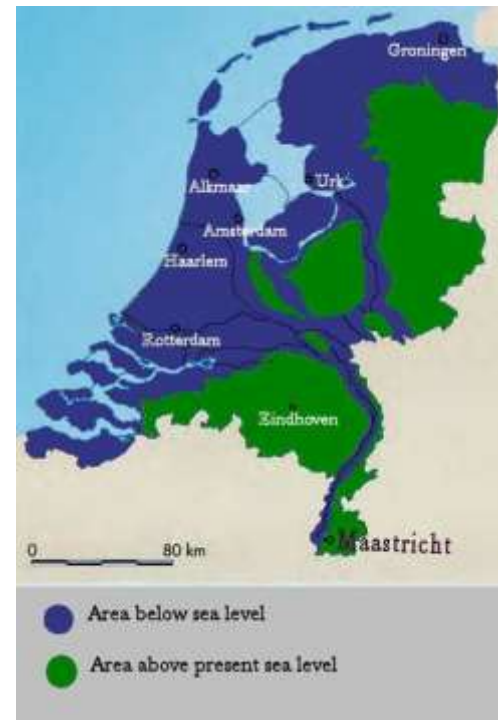 Groningen
Urk
Alkmaar
Amsterdam
Haarlem
Rotterdam
Eindhoven
Maastricht
0 80 km
Area below sea level
Area above present sea level